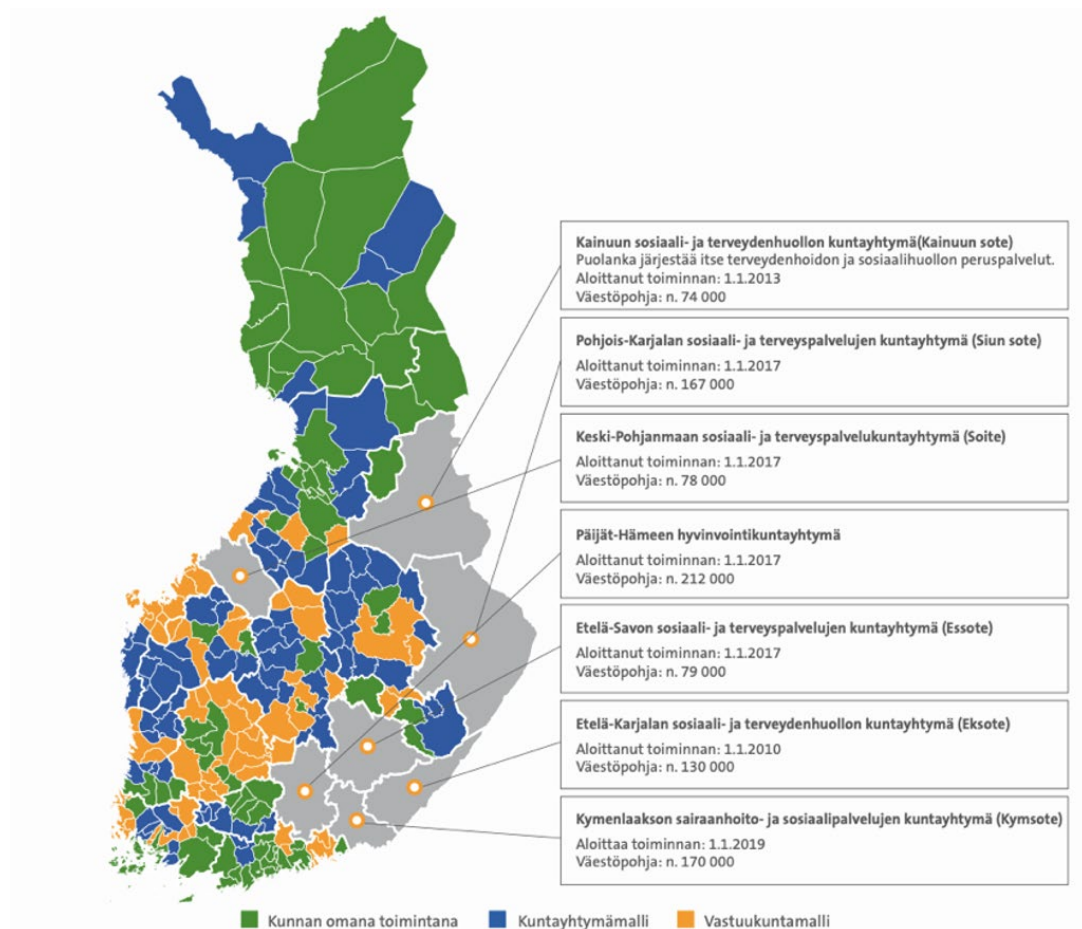 Kainuun sosiaali- ja terveydenhuollon kuntayhtymä(Kainuun sote)
Puolanka järjestää itse terveydenhoidon ja sosiaalihuollon peruspalvelut.
Aloittanut toiminnan: 1.1.2013
Väestöpohja: n. 74 000
Pohjois-Karjalan sosiaali- ja terveyspalvelujen kuntayhtymä (Siun sote)
Aloittanut toiminnan: 1.1.2017
Väestöpohja: n. 167 000
Keski-Pohjanmaan sosiaali- ja terveyspalvelukuntayhtymä (Soite)
Aloittanut toiminnan: 1.1.2017
Väestöpohja: n. 78 000
Päijät-Hämeen hyvinvointikuntayhtymä
Aloittanut toiminnan: 1.1.2017
Väestöpohja: n. 212 000
Etelä-Savon sosiaali- ja terveyspalvelujen kuntayhtymä (Essote)
Aloittanut toiminnan: 1.1.2017
Väestöpohja: n. 79 000
Etelä-Karjalan sosiaali- ja terveydenhuollon kuntayhtymä (Eksote)
Aloittanut toiminnan: 1.1.2010
Väestöpohja: n. 130 000
Kymenlaakson sairaanhoito- ja sosiaalipalvelujen kuntayhtymä (Kymsote)
Aloittaa toiminnan: 1.1.2019
Väestöpohja: n. 170 000
Kunnan omana toimintana Kuntayhtymämalli Vastuukuntamalli